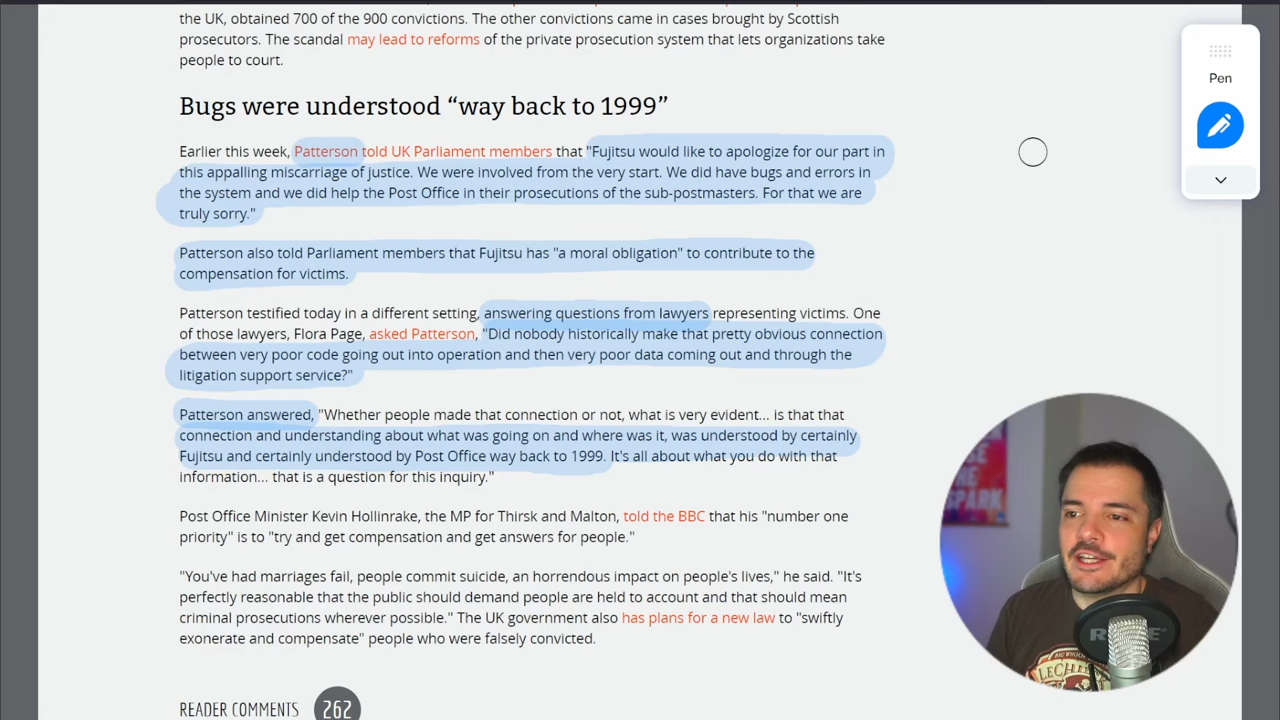 the UK, obtained 700 of the 900 convictions. The other convictions came in cases brought by Scottish
prosecutors. The scandal may lead to reforms of the private prosecution system that lets organizations take
people to court.
Bugs were understood “way back to 1999”
Earlier this week, Patterson told UK Parliament members that "Fujitsu would like to apologize for our part in
this appalling miscarriage of justice. We were involved from the very start. We did have bugs and errors in
the system and we did help the Post Office in their prosecutions of the sub-postmasters. For that we are
truly sorry."
Patterson also told Parliament members that Fujitsu has "a moral obligation" to contribute to the
compensation for victims.
Patterson testified today in a different setting, answering questions from lawyers representing victims. One
of those lawyers, Flora Page, asked Patterson, "Did nobody historically make that pretty obvious connection
between very poor code going out into operation and then very poor data coming out and through the
litigation support service?"
Patterson answered, "Whether people made that connection or not, what is very evident... is that that
connection and understanding about what was going on and where was it, was understood by certainly
Fujitsu and certainly understood by Post Office way back to 1999. It's all about what you do with that
information... that is a question for this inquiry."
Post Office Minister Kevin Hollinrake, the MP for Thirsk and Malton, told the BBC that his "number one
priority" is to "try and get compensation and get answers for people."
"You've had marriages fail, people commit suicide, an horrendous impact on people's lives," he said. "It's
perfectly reasonable that the public should demand people are held to account and that should mean
criminal prosecutions wherever possible." The UK government also has plans for a new law to "swiftly
exonerate and compensate" people who were falsely convicted.
READER COMMENTS 262
Pen
SPARK